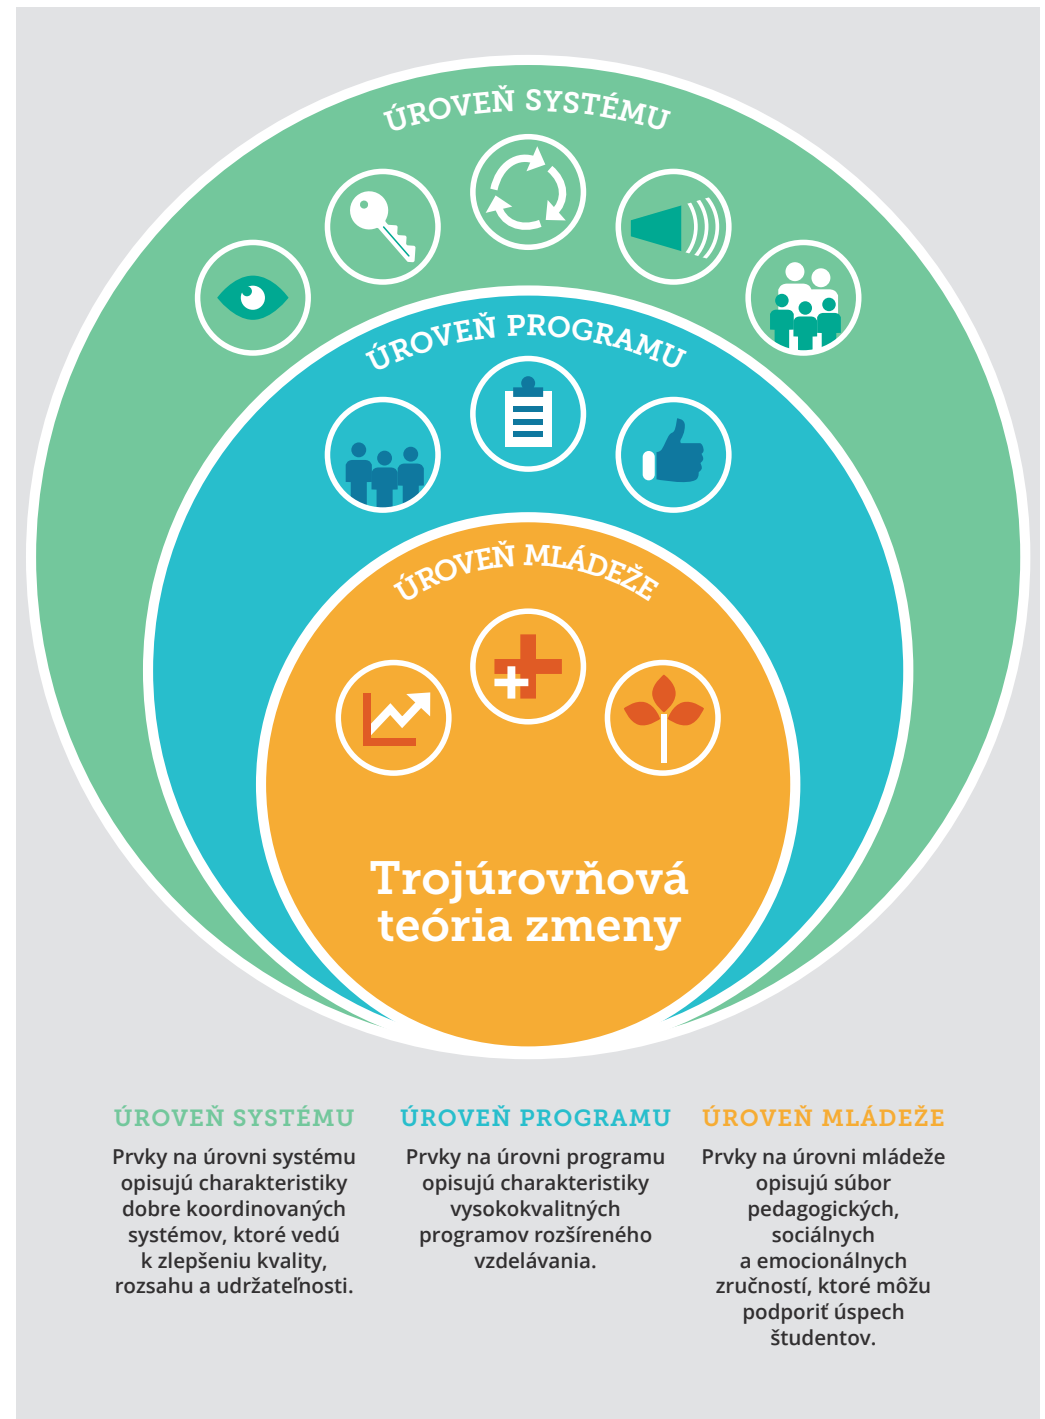 ÚROVEŇ SYSTÉMU
ÚROVEŇ PROGRAMU
ÚROVEŇ MLÁDEŽE
Trojúrovňová
teória zmeny
ÚROVEŇ SYSTÉMU
Prvky na úrovni systému
opisujú charakteristiky
dobre koordinovaných
systémov, ktoré vedú
k zlepšeniu kvality,
rozsahu a udržateľnosti.
ÚROVEŇ PROGRAMU
Prvky na úrovni programu
opisujú charakteristiky
vysokokvalitných
programov rozšíreného
vzdelávania.
ÚROVEŇ MLÁDEŽE
Prvky na úrovni mládeže
opisujú súbor
pedagogických,
sociálnych
a emocionálnych
zručností, ktoré môžu
podporiť úspech
študentov.